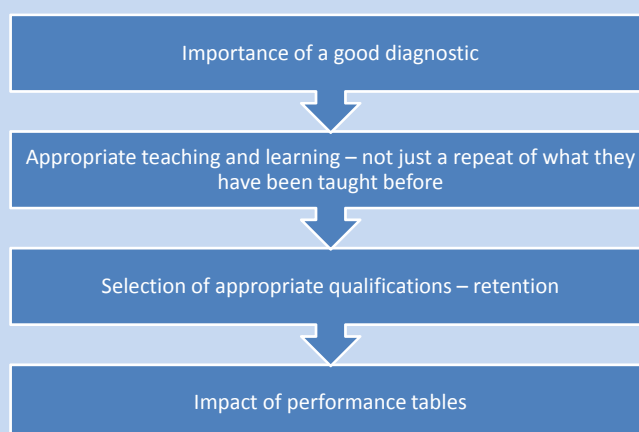 Importance of a good diagnostic
Appropriate teaching and learning – not just a repeat of what they
have been taught before
Selection of appropriate qualifications – retention
Impact of performance tables